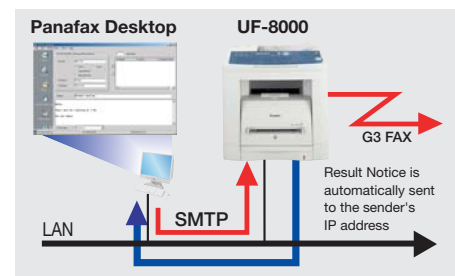 Panafax Desktop
UF-8000
G3 FAX
Result Notice is
automatically sent
to the sender's
IP address
SMTP
LAN